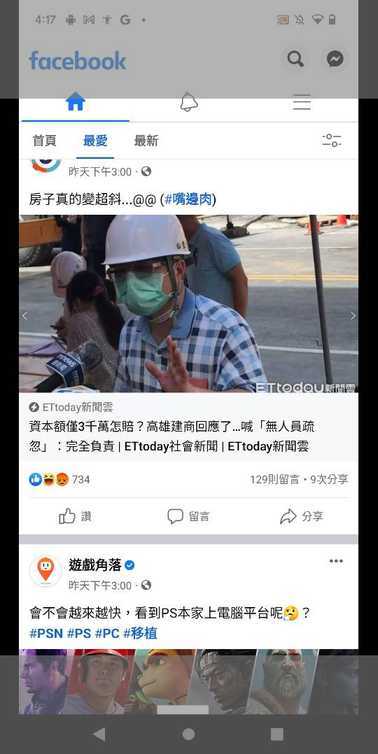 4:17 G
facebook
首頁 最愛 最新
昨天下午3:00 ·
房子真的變超斜...@@ (#嘴邊肉)
ETtoday新聞雲
ETtoday新聞雲
資本額僅3千萬怎賠？高雄建商回應了...喊「無人員疏
忽」：完全負責 | ETtoday社會新聞 | ETtoday新聞雲
734 129則留言 · 9次分享
讚 留言 分享
遊戲角落
昨天下午3:00 ·
會不會越來越快，看到PS本家上電腦平台呢🤔？
#PSN #PS #PC #移植